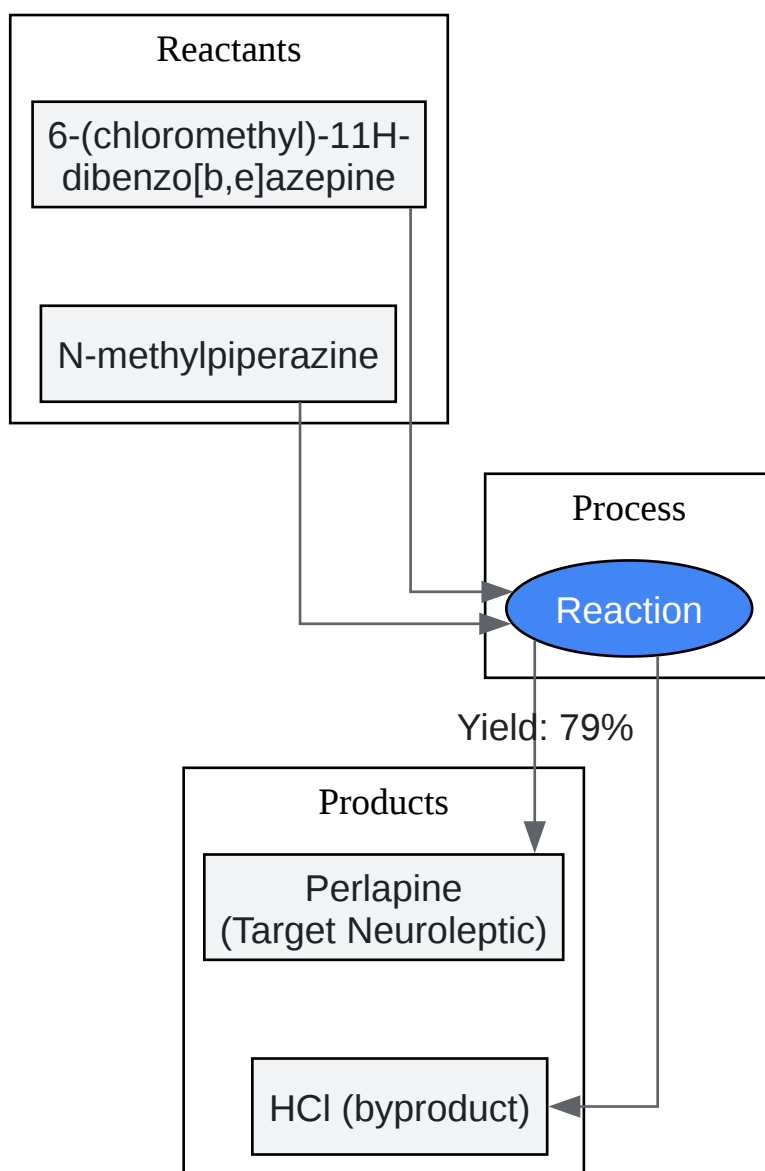 Reactants
6-(chloromethyl)-11H-
dibenzo[b,e]azepine
N-methylpiperazine
Process
Reaction
Yield: 79%
Products
Perlapine
(Target Neuroleptic)
HCl (byproduct)